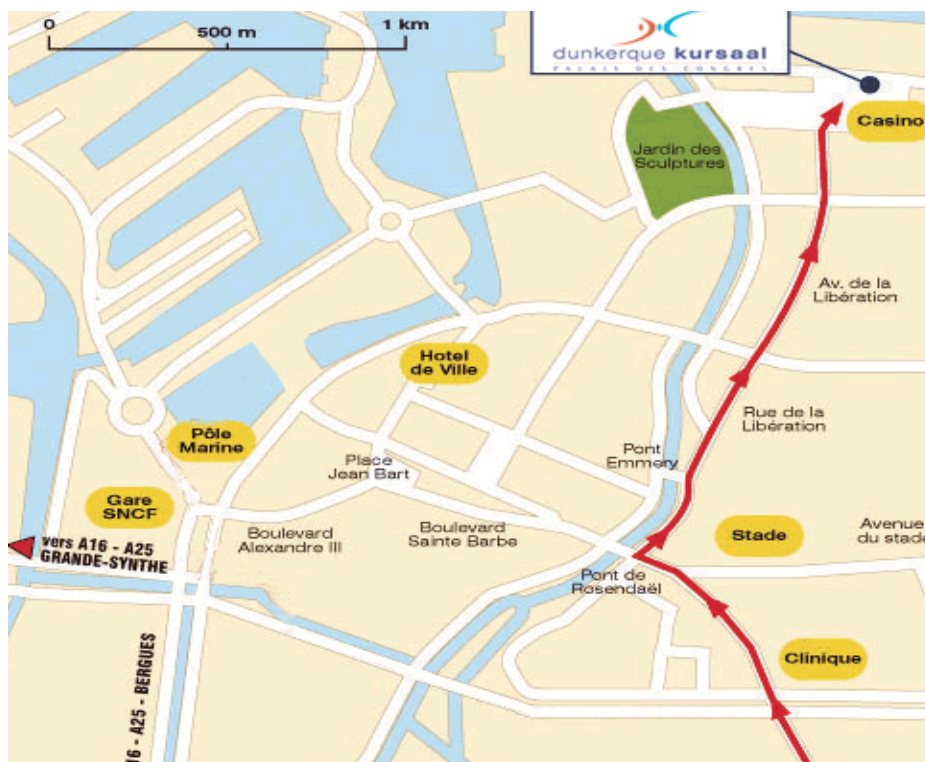 0
500 m
1 km
dunkerque kursaal
PALAIS DES CONGRÈS
Casino
Jardin des
Sculptures
Av. de la
Libération
Hotel
de Ville
Rue de la
Libération
Pôle
Marine
Place
Jean Bart
Pont
Emmery
Gare
SNCF
Boulevard
Alexandre III
Boulevard
Sainte Barbe
Stade
Avenue
du stade
vers A16 - A25
GRANDE-SYNTHE
Pont de
Rosendaël
Clinique
16 - A25 - BERGUES